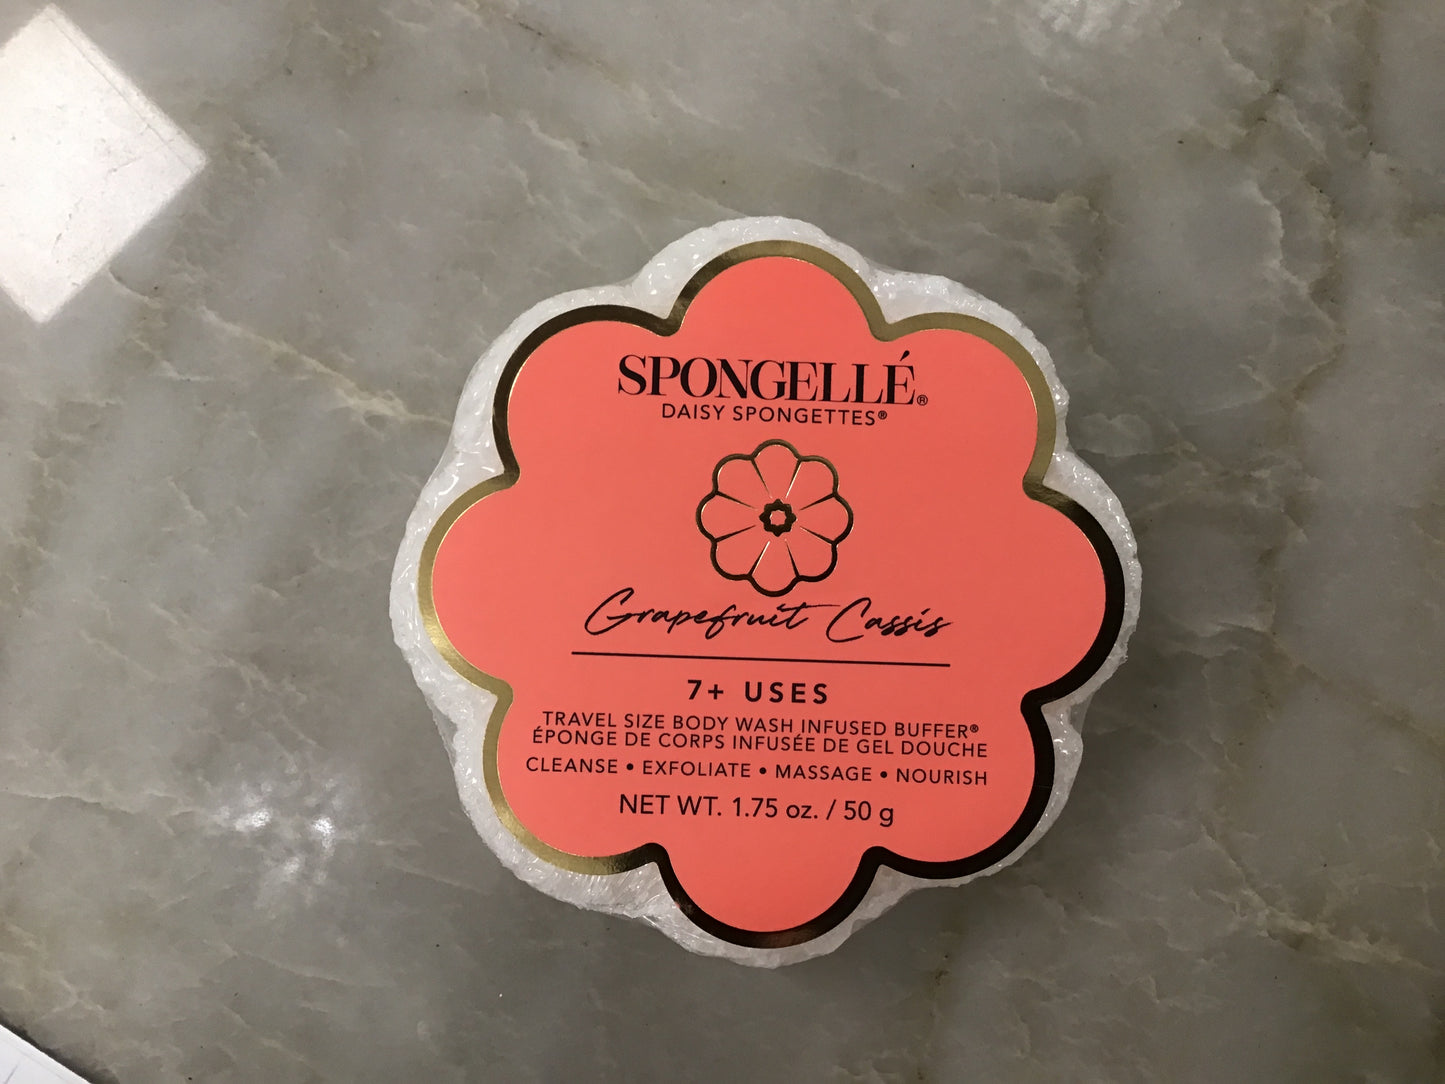 SPONGELLÉ®
DAISY SPONGETTES®
Grapefruit Cassis
7+ USES
TRAVEL SIZE BODY WASH INFUSED BUFFER®
ÉPONGE DE CORPS INFUSÉE DE GEL DOUCHE
CLEANSE • EXFOLIATE • MASSAGE • NOURISH
NET WT. 1.75 oz. / 50 g